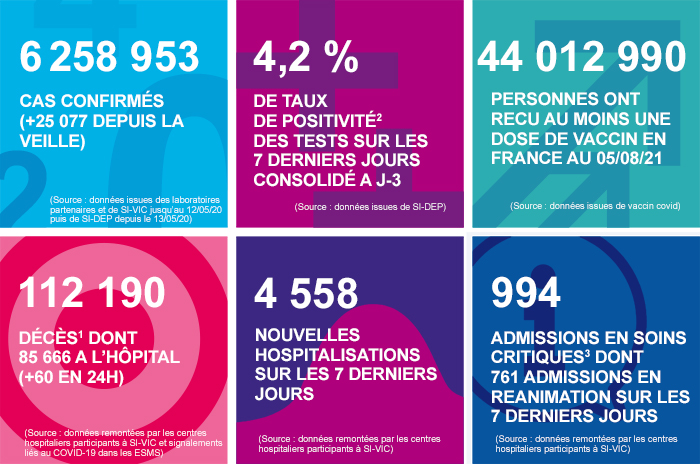 6 258 953
CAS CONFIRMÉS
(+25 077 DEPUIS LA
VEILLE)
(Source : données issues des laboratoires
partenaires et de SI-VIC jusqu'au 12/05/20
puis de SI-DEP depuis le 13/05/20)
4,2 %
DE TAUX
DE POSITIVITÉ²
DES TESTS SUR LES
7 DERNIERS JOURS
CONSOLIDÉ A J-3
(Source : données issues de SI-DEP)
44 012 990
PERSONNES ONT
RECU AU MOINS UNE
DOSE DE VACCIN EN
FRANCE AU 05/08/21
(Source : données issues de vaccin covid)
112 190
DÉCÈS¹ DONT
85 666 A L'HÔPITAL
(+60 EN 24H)
(Source : données remontées par les centres
hospitaliers participants à SI-VIC et signalements
liés au COVID-19 dans les ESMS)
4 558
NOUVELLES
HOSPITALISATIONS
SUR LES 7 DERNIERS
JOURS
(Source : données remontées par les centres
hospitaliers participants à SI-VIC)
994
ADMISSIONS EN SOINS
CRITIQUES³ DONT
761 ADMISSIONS EN
REANIMATION SUR LES
7 DERNIERS JOURS
(Source : données remontées par les centres
hospitaliers participants à SI-VIC)